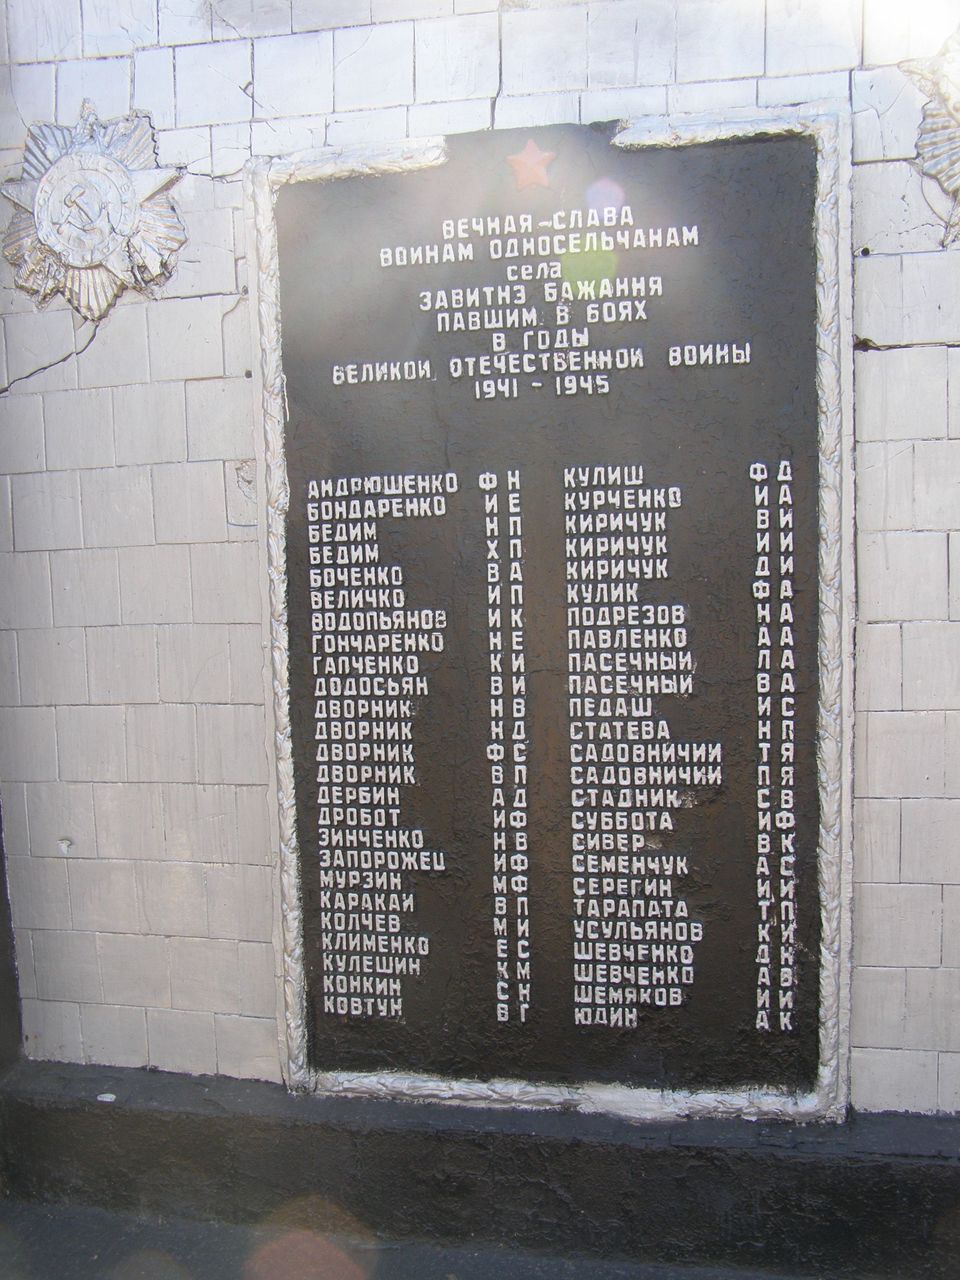 ВЕЧНАЯ-СЛАВА
ВОИНАМ ОДНОСЕЛЬЧАНАМ
села
ЗАВИТНЭ БАЖАННЯ
ПАВШИМ В БОЯХ
В ГОДЫ
ВЕЛИКОИ ОТЕЧЕСТВЕННОИ ВОИНЫ
1941 - 1945
АНДРЮШЕНКО Ф Н
БОНДАРЕНКО И Е
БЕДИМ Н П
БЕДИМ Х П
БОЧЕНКО В А
ВЕЛИЧКО И П
ВОДОПЬЯНОВ И К
ГОНЧАРЕНКО Н Е
ГАПЧЕНКО К И
ДОДОСЬЯН В И
ДВОРНИК Н В
ДВОРНИК Н Д
ДВОРНИК Ф С
ДВОРНИК В П
ДЕРБИН А Д
ДРОБОТ И Ф
ЗИНЧЕНКО Н В
ЗАПОРОЖЕЦ И Ф
МУРЗИН М Ф
КАРАКАИ В П
КОЛЧЕВ М И
КЛИМЕНКО Е С
КУЛЕШИН К М
КОНКИН С Н
КОВТУН В Г
КУЛИШ Ф Д
КУРЧЕНКО И А
КИРИЧУК В И
КИРИЧУК И И
КИРИЧУК Д И
КУЛИК Ф А
ПОДРЕЗОВ Н А
ПАВЛЕНКО А А
ПАСЕЧНЫЙ Л А
ПАСЕЧНЫЙ В А
ПЕДАШ И С
СТАТЕВА Н П
САДОВНИЧИИ Т Я
САДОВНИЧИИ П Я
СТАДНИК С В
СУББОТА И Ф
СИВЕР В К
СЕМЕНЧУК А С
СЕРЕГИН И И
ТАРАПАТА Т П
УСУЛЬЯНОВ К И
ШЕВЧЕНКО Д К
ШЕВЧЕНКО А В
ШЕМЯКОВ И И
ЮДИН А К